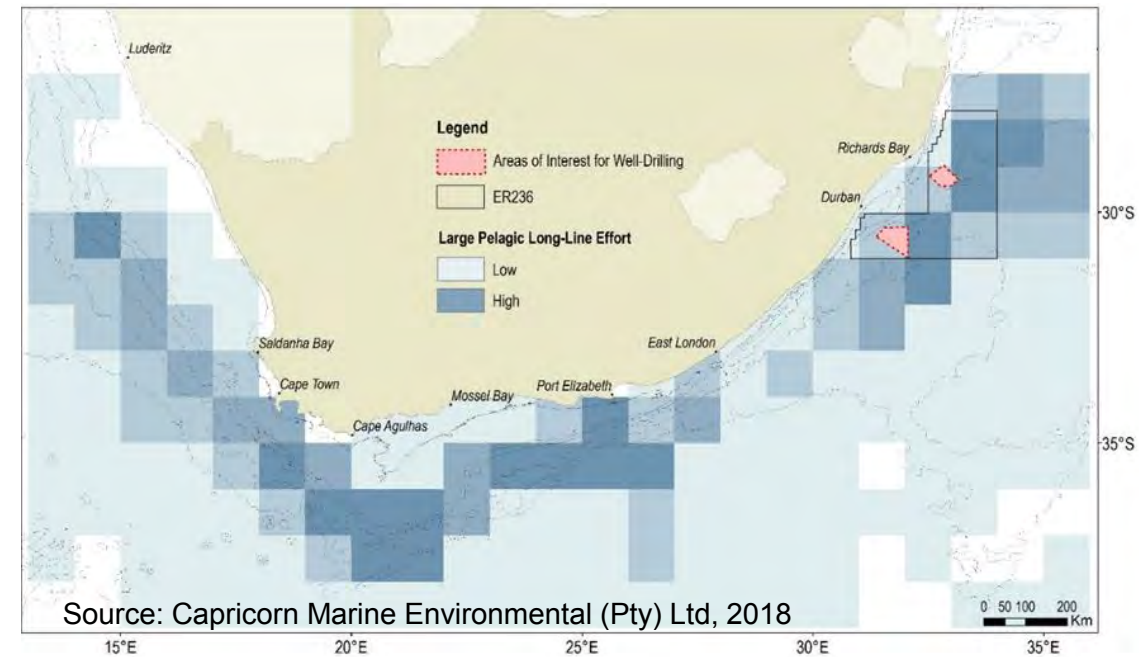 Luderitz
Legend
Areas of Interest for Well-Drilling
ER236
Large Pelagic Long-Line Effort
Low
High
Richards Bay
Durban
30°S
Saldanha Bay
East London
Cape Town
Port Elizabeth
Mossel Bay
Cape Agulhas
35°S
Source: Capricorn Marine Environmental (Pty) Ltd, 2018
0 50 100 200
Km
15°E 20°E 25°E 30°E 35°E